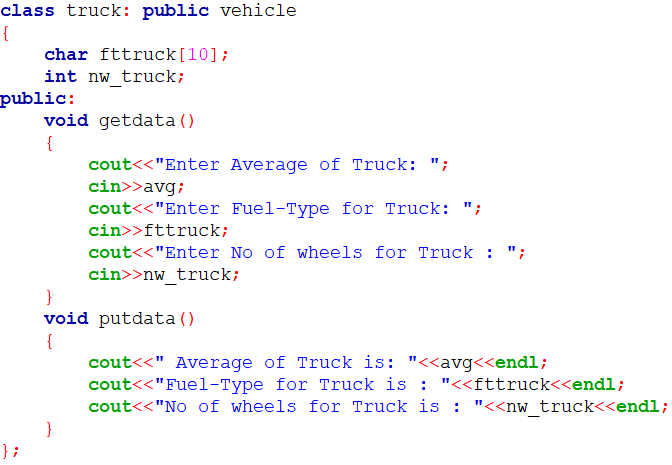 class truck: public vehicle
{
    char fttruck[10];
    int nw_truck;
public:
    void getdata()
    {
        cout<<"Enter Average of Truck: ";
        cin>>avg;
        cout<<"Enter Fuel-Type for Truck: ";
        cin>>fttruck;
        cout<<"Enter No of wheels for Truck : ";
        cin>>nw_truck;
    }
    void putdata()
    {
        cout<<" Average of Truck is: "<<avg<<endl;
        cout<<"Fuel-Type for Truck is : "<<fttruck<<endl;
        cout<<"No of wheels for Truck is : "<<nw_truck<<endl;
    }
};